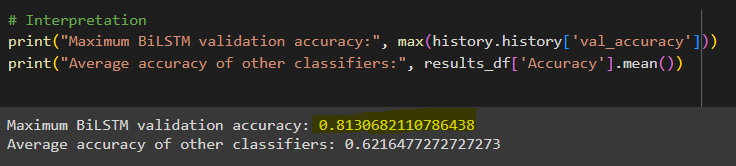 # Interpretation
print("Maximum BiLSTM validation accuracy:", max(history.history['val_accuracy']))
print("Average accuracy of other classifiers:", results_df['Accuracy'].mean())
Maximum BiLSTM validation accuracy: 0.8130682110786438
Average accuracy of other classifiers: 0.6216477272727273